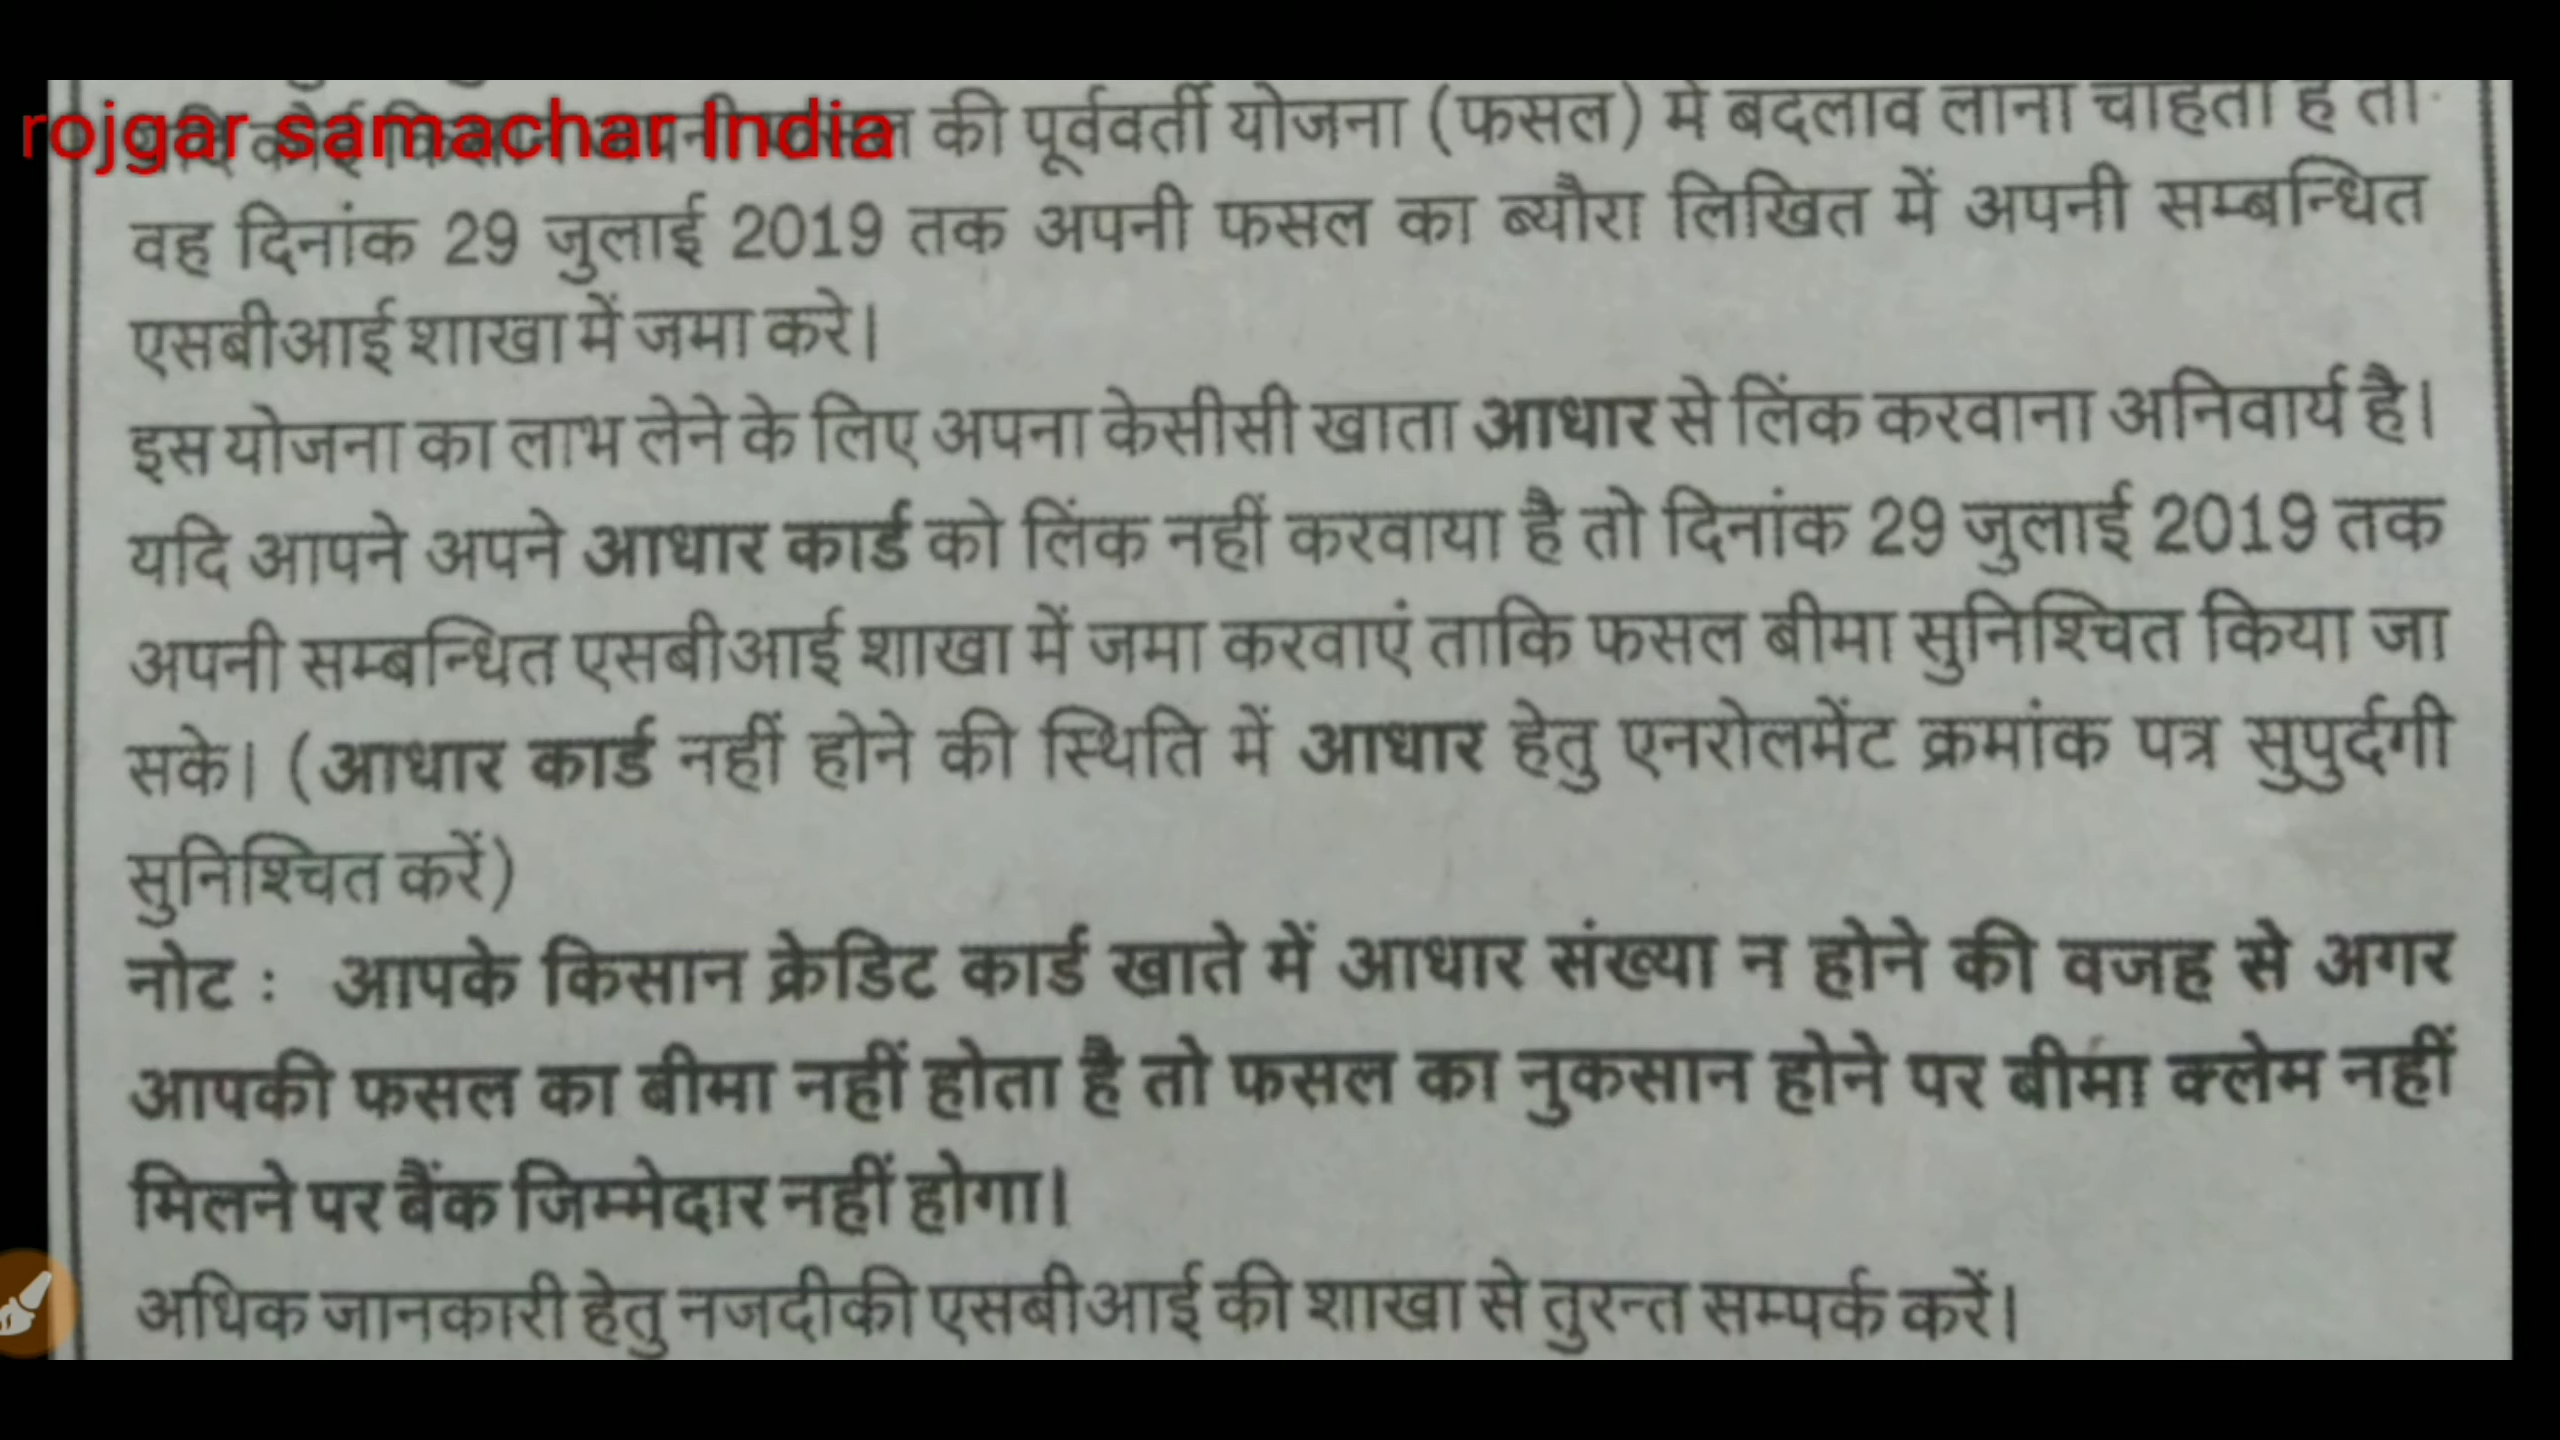 rojgar samachar India
की पूर्ववर्ती योजना (फसल) में बदलाव लाना चाहता है तो
वह दिनांक 29 जुलाई 2019 तक अपनी फसल का ब्यौरा लिखित में अपनी सम्बन्धित
एसबीआई शाखा में जमा करे।
इस योजना का लाभ लेने के लिए अपना केसीसी खाता आधार से लिंक करवाना अनिवार्य है।
यदि आपने अपने आधार कार्ड को लिंक नहीं करवाया है तो दिनांक 29 जुलाई 2019 तक
अपनी सम्बन्धित एसबीआई शाखा में जमा करवाएं ताकि फसल बीमा सुनिश्चित किया जा
सके। (आधार कार्ड नहीं होने की स्थिति में आधार हेतु एनरोलमेंट क्रमांक पत्र सुपुर्दगी
सुनिश्चित करें)
नोट : आपके किसान क्रेडिट कार्ड खाते में आधार संख्या न होने की वजह से अगर
आपकी फसल का बीमा नहीं होता है तो फसल का नुकसान होने पर बीमा क्लेम नहीं
मिलने पर बैंक जिम्मेदार नहीं होगा।
अधिक जानकारी हेतु नजदीकी एसबीआई की शाखा से तुरन्त सम्पर्क करें।